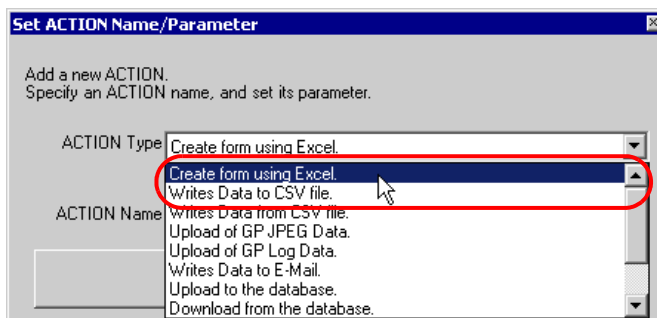 Set ACTION Name/Parameter
Add a new ACTION.
Specify an ACTION name, and set its parameter.
ACTION Type
Create form using Excel.
Create form using Excel.
Writes Data to CSV file.
ACTION Name
Writes Data from CSV file.
Upload of GP JPEG Data.
Upload of GP Log Data.
Writes Data to E-Mail.
Upload to the database.
Download from the database.